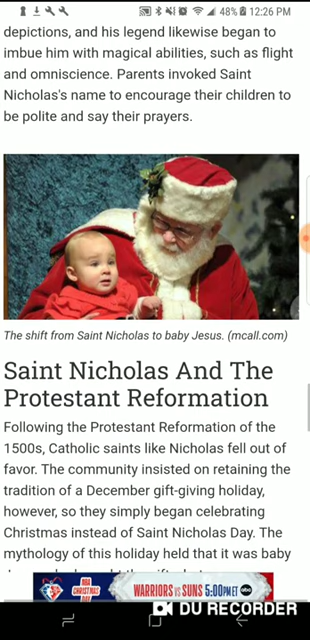 48% 12:26 PM
depictions, and his legend likewise began to
imbue him with magical abilities, such as flight
and omniscience. Parents invoked Saint
Nicholas's name to encourage their children to
be polite and say their prayers.
The shift from Saint Nicholas to baby Jesus. (mcall.com)
Saint Nicholas And The
Protestant Reformation
Following the Protestant Reformation of the
1500s, Catholic saints like Nicholas fell out of
favor. The community insisted on retaining the
tradition of a December gift-giving holiday,
however, so they simply began celebrating
Christmas instead of Saint Nicholas Day. The
mythology of this holiday held that it was baby
NBA
CHRISTMAS
DAY
WARRIORS VS SUNS 5:00PM ET abc
DU RECORDER